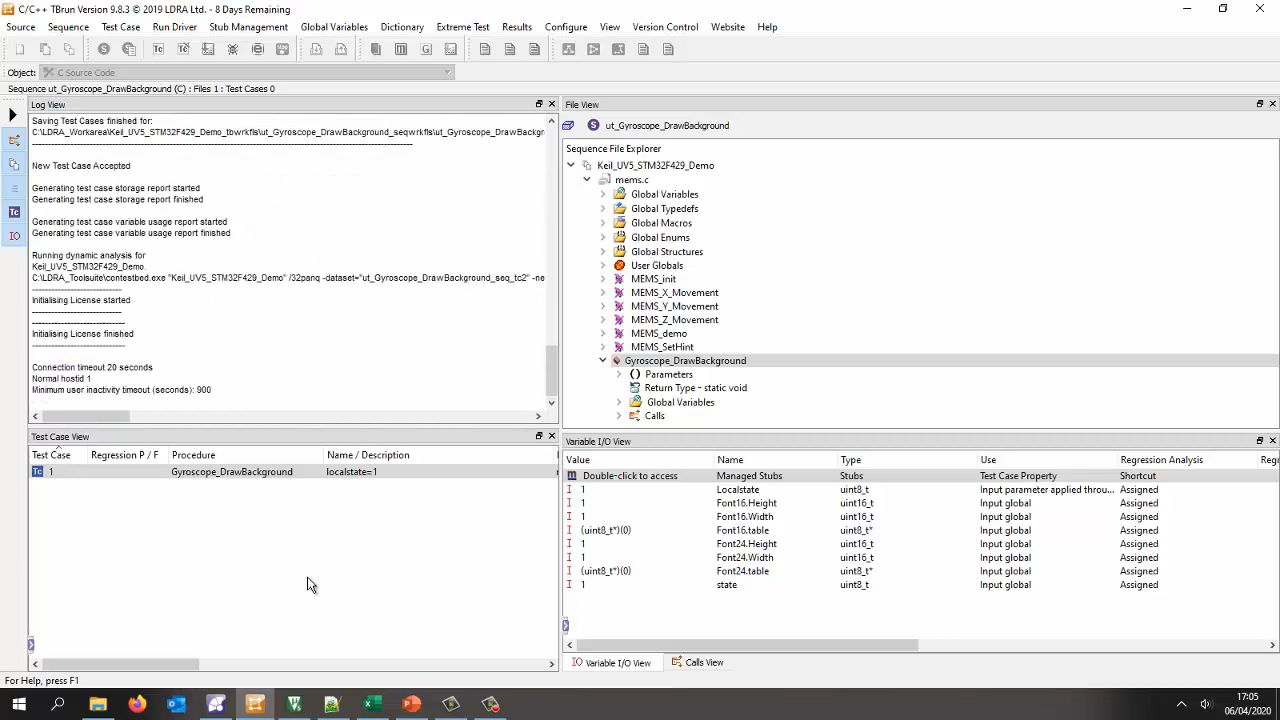 C/C++ TBrun Version 9.8.3 © 2019 LDRA Ltd. - 8 Days Remaining
Source Sequence Test Case Run Driver Stub Management Global Variables Dictionary Extreme Test Results Configure View Version Control Website Help
Object: C Source Code
Sequence ut_Gyroscope_DrawBackground (C) : Files 1 : Test Cases 0
Log View
Saving Test Cases finished for:
C:\LDRA_Workarea\Keil_UV5_STM32F429_Demo_tbwrkfls\ut_Gyroscope_DrawBackground_seqwrkfls\ut_Gyroscope_DrawBackgr
New Test Case Accepted
Generating test case storage report started
Generating test case storage report finished
Generating test case variable usage report started
Generating test case variable usage report finished
Running dynamic analysis for
Keil_UV5_STM32F429_Demo
C:\LDRA_Toolsuite\contestbed.exe "Keil_UV5_STM32F429_Demo" /32panq -dataset="ut_Gyroscope_DrawBackground_seq_tc2" -ne
Initialising License started
Initialising License finished
Connection timeout 20 seconds
Normal hostid 1
Minimum user inactivity timeout (seconds): 900
File View
S ut_Gyroscope_DrawBackground
Sequence File Explorer
Keil_UV5_STM32F429_Demo
mems.c
Global Variables
Global Typedefs
Global Macros
Global Enums
Global Structures
User Globals
MEMS_init
MEMS_X_Movement
MEMS_Y_Movement
MEMS_Z_Movement
MEMS_demo
MEMS_SetHint
Gyroscope_DrawBackground
() Parameters
Return Type - static void
Global Variables
Calls
Test Case View
Test Case Regression P / F Procedure Name / Description
Tc 1 Gyroscope_DrawBackground localstate=1
Variable I/O View
Value Name Type Use Regression Analysis Regr
Double-click to access Managed Stubs Stubs Test Case Property Shortcut
I 1 Localstate uint8_t Input parameter applied throu... Assigned
I 1 Font16.Height uint16_t Input global Assigned
I 1 Font16.Width uint16_t Input global Assigned
I (uint8_t*)(0) Font16.table uint8_t* Input global Assigned
I 1 Font24.Height uint16_t Input global Assigned
I 1 Font24.Width uint16_t Input global Assigned
I (uint8_t*)(0) Font24.table uint8_t* Input global Assigned
I 1 state uint8_t Input global Assigned
IO Variable I/O View Calls View
For Help, press F1
17:05
06/04/2020